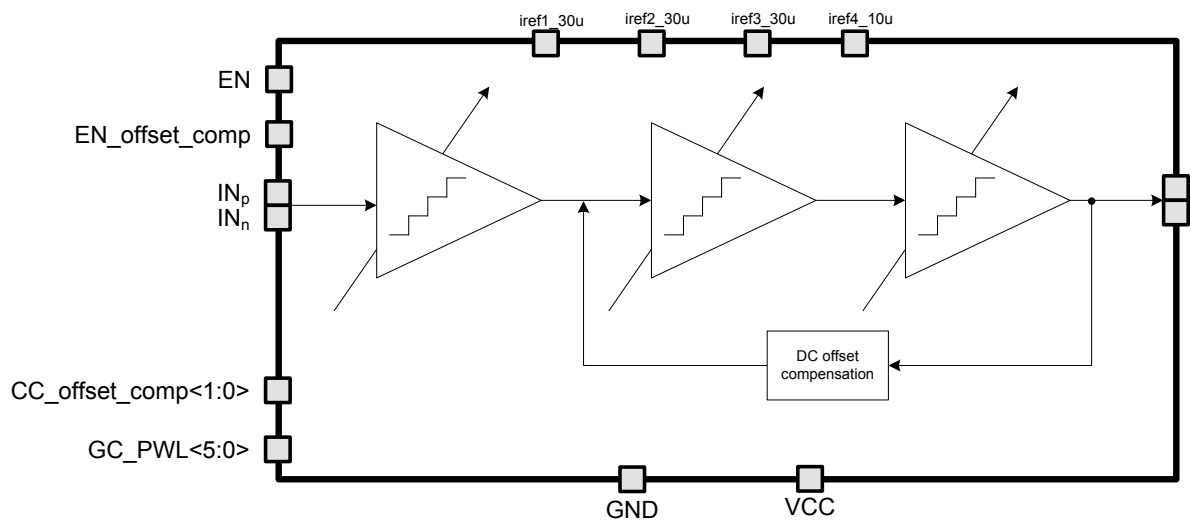 iref1_30u iref2_30u iref3_30u iref4_10u
EN
EN_offset_comp
INp
INn
DC offset
compensation
CC_offset_comp<1:0>
GC_PWL<5:0>
GND
VCC